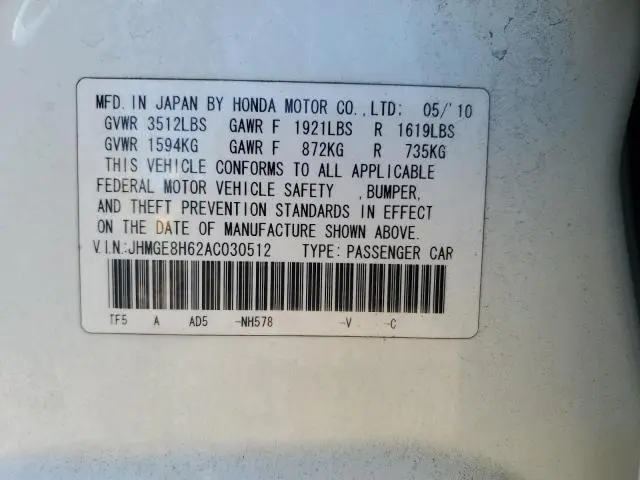 MFD. IN JAPAN BY HONDA MOTOR CO.,LTD; 05/'10
GVWR 3512LBS GAWR F 1921LBS R 1619LBS
GVWR 1594KG GAWR F 872KG R 735KG
THIS VEHICLE CONFORMS TO ALL APPLICABLE
FEDERAL MOTOR VEHICLE SAFETY ,BUMPER,
AND THEFT PREVENTION STANDARDS IN EFFECT
ON THE DATE OF MANUFACTURE SHOWN ABOVE.
V.I.N.:JHMGE8H62AC030512 TYPE: PASSENGER CAR
TF5 A AD5 -NH578 -V -C